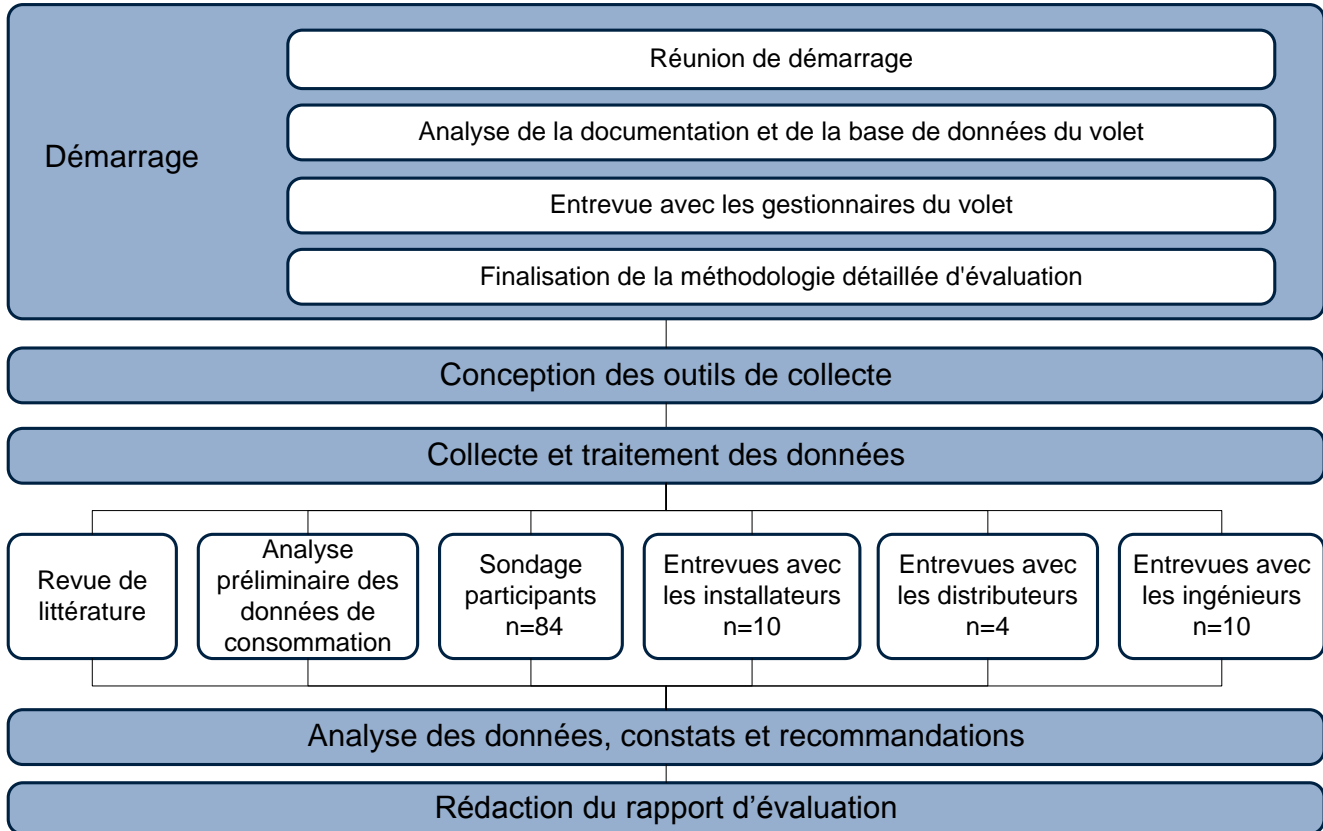 Démarrage
Réunion de démarrage
Analyse de la documentation et de la base de données du volet
Entrevue avec les gestionnaires du volet
Finalisation de la méthodologie détaillée d'évaluation
Conception des outils de collecte
Collecte et traitement des données
Revue de
littérature
Analyse
préliminaire des
données de
consommation
Sondage
participants
n=84
Entrevues avec
les installateurs
n=10
Entrevues avec
les distributeurs
n=4
Entrevues avec
les ingénieurs
n=10
Analyse des données, constats et recommandations
Rédaction du rapport d’évaluation